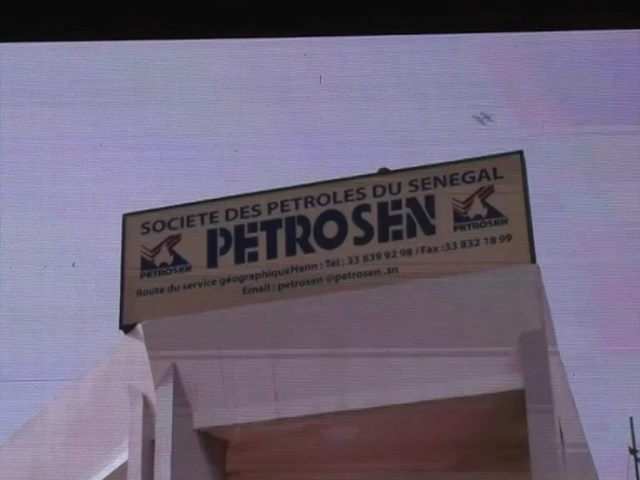 SOCIETE DES PETROLES DU SENEGAL
PETROSEN
PETROSEN
PETROSEN
Route du service géographique Hann : Tél : 33 839 92 98 / Fax :33 832 18 99
Email : petrosen @petrosen .sn